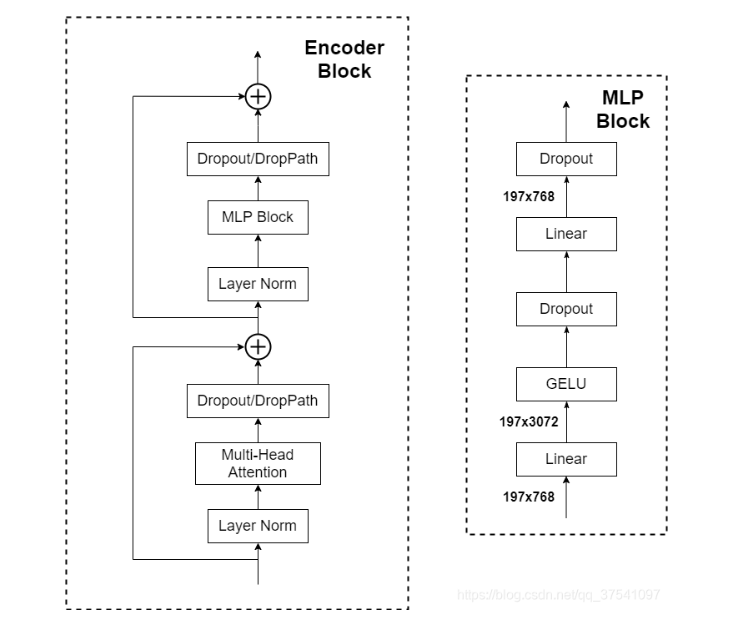 Encoder
Block
Dropout/DropPath
MLP Block
Layer Norm
Dropout/DropPath
Multi-Head
Attention
Layer Norm
MLP
Block
Dropout
197x768
Linear
Dropout
GELU
197x3072
Linear
197x768
https://blog.csdn.net/qq_37541097